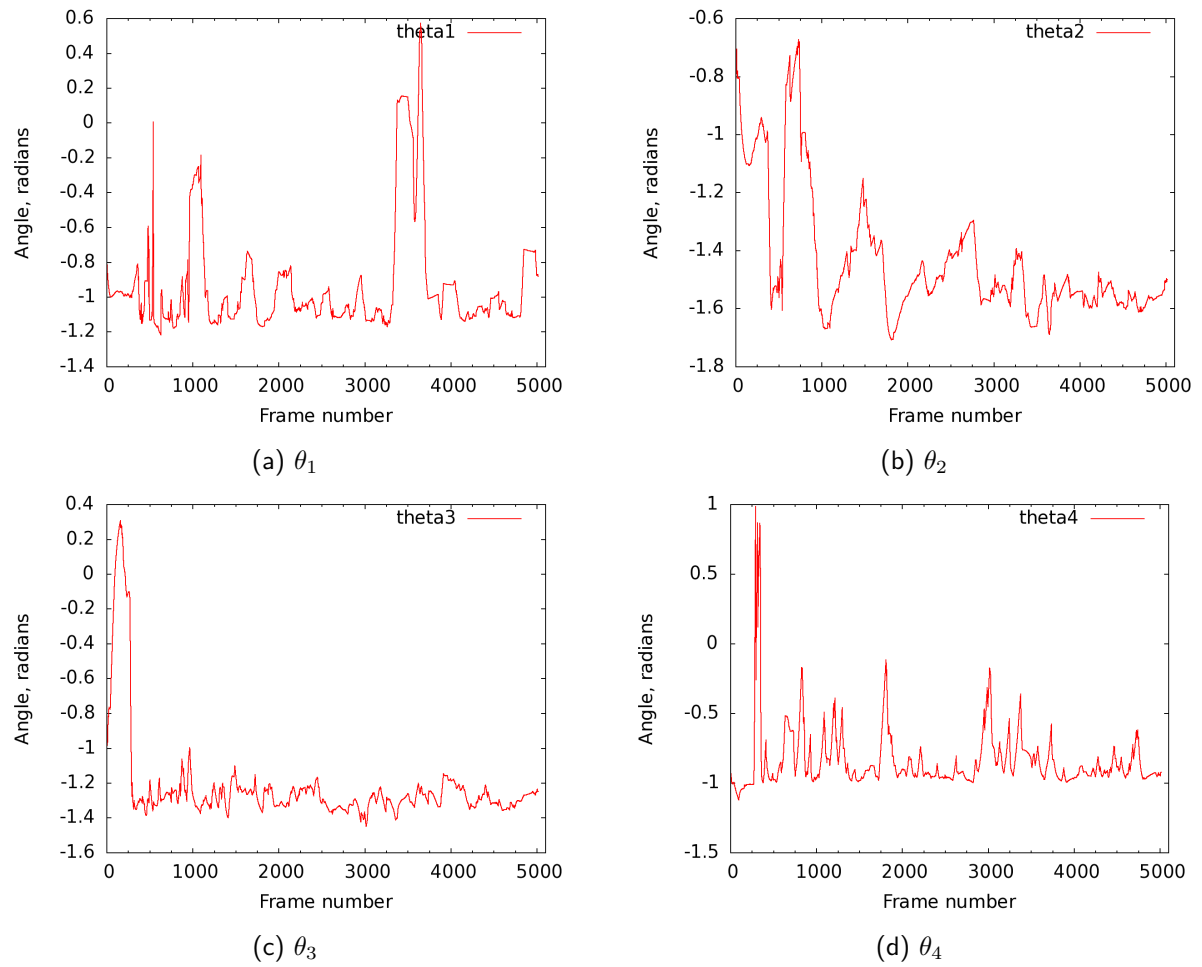 0.6
0.4
0.2
0
-0.2
-0.4
-0.6
-0.8
-1
-1.2
-1.4
Angle, radians
theta1
0 1000 2000 3000 4000 5000
Frame number
(a) θ1
-0.6
-0.8
-1
-1.2
-1.4
-1.6
-1.8
Angle, radians
theta2
0 1000 2000 3000 4000 5000
Frame number
(b) θ2
0.4
0.2
0
-0.2
-0.4
-0.6
-0.8
-1
-1.2
-1.4
-1.6
Angle, radians
theta3
0 1000 2000 3000 4000 5000
Frame number
(c) θ3
1
0.5
0
-0.5
-1
-1.5
Angle, radians
theta4
0 1000 2000 3000 4000 5000
Frame number
(d) θ4